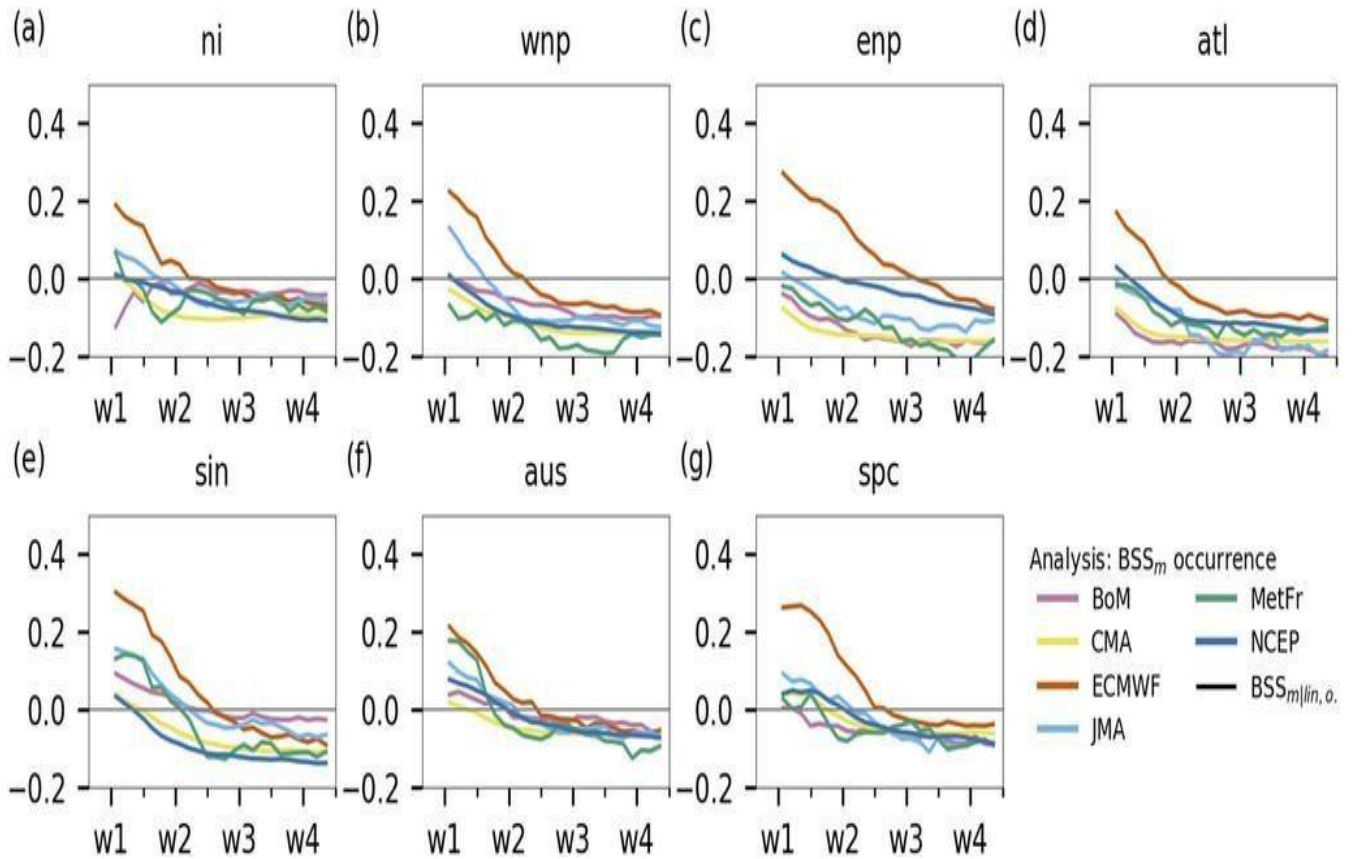 (a) ni (b) wnp (c) enp (d) atl
0.4 0.4 0.4 0.4
0.2 0.2 0.2 0.2
0.0 0.0 0.0 0.0
−0.2 −0.2 −0.2 −0.2
w1 w2 w3 w4 w1 w2 w3 w4 w1 w2 w3 w4 w1 w2 w3 w4
(e) sin (f) aus (g) spc
0.4 0.4 0.4
0.2 0.2 0.2
0.0 0.0 0.0
−0.2 −0.2 −0.2
w1 w2 w3 w4 w1 w2 w3 w4 w1 w2 w3 w4
Analysis: BSSm occurrence
BoM MetFr
CMA NCEP
ECMWF BSSm|lin, o.
JMA